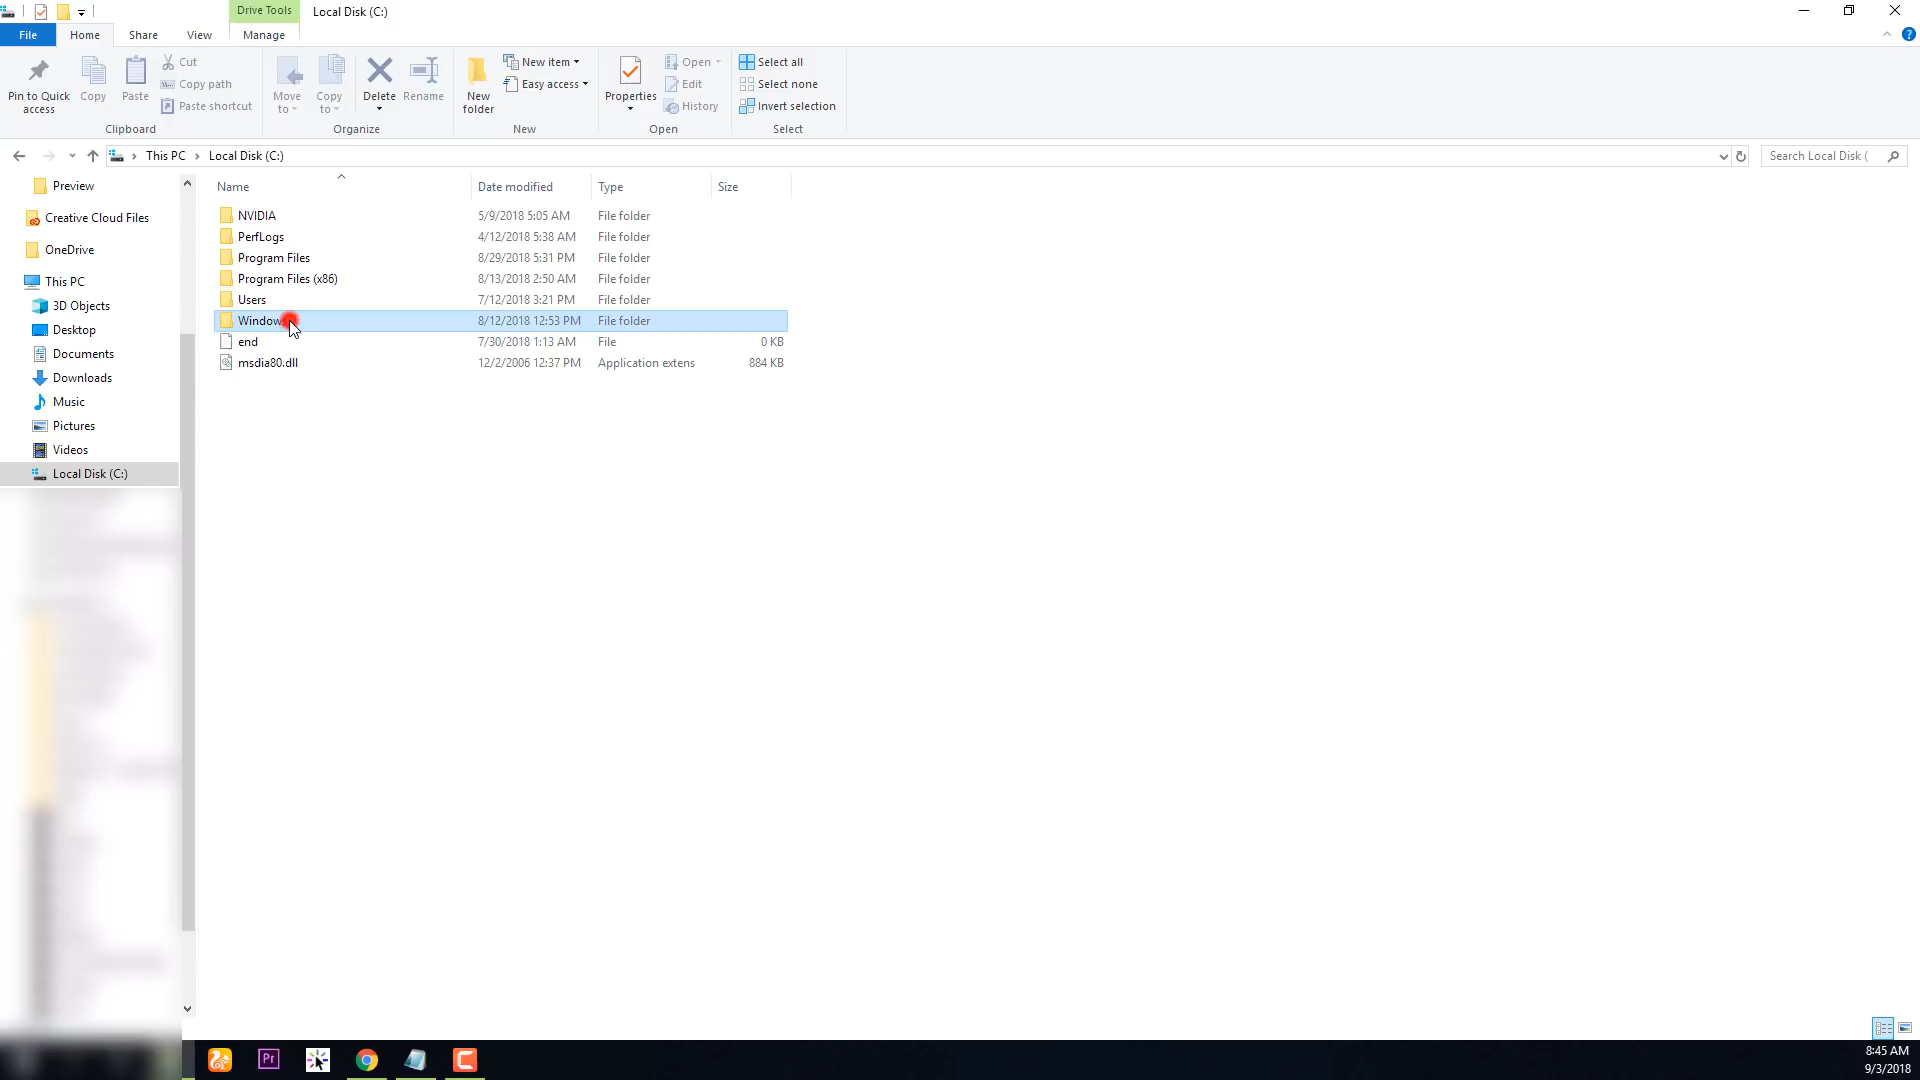 Drive Tools Local Disk (C:)
File Home Share View Manage
Pin to Quick access
Copy
Paste
Cut
Copy path
Paste shortcut
Clipboard
Move to
Copy to
Delete
Rename
Organize
New folder
New item
Easy access
New
Properties
Open
Edit
History
Open
Select all
Select none
Invert selection
Select
This PC Local Disk (C:) Search Local Disk (
Preview
Creative Cloud Files
OneDrive
This PC
3D Objects
Desktop
Documents
Downloads
Music
Pictures
Videos
Local Disk (C:)
Name Date modified Type Size
NVIDIA 5/9/2018 5:05 AM File folder
PerfLogs 4/12/2018 5:38 AM File folder
Program Files 8/29/2018 5:31 PM File folder
Program Files (x86) 8/13/2018 2:50 AM File folder
Users 7/12/2018 3:21 PM File folder
Window 8/12/2018 12:53 PM File folder
end 7/30/2018 1:13 AM File 0 KB
msdia80.dll 12/2/2006 12:37 PM Application extens 884 KB
Pr
8:45 AM
9/3/2018